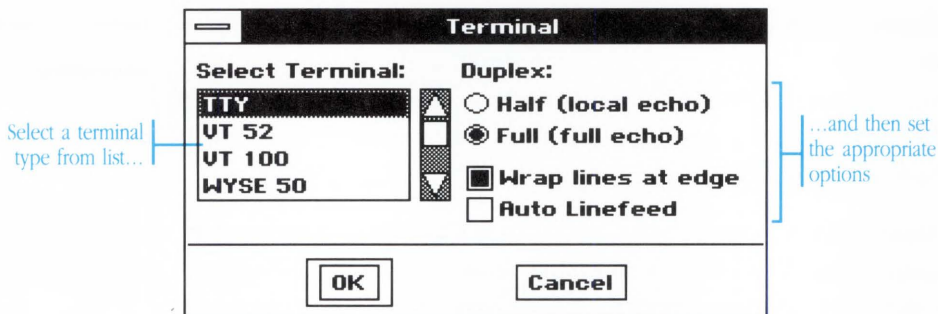 Terminal
Select Terminal:
TTY
VT 52
VT 100
WYSE 50
Duplex:
Half (local echo)
Full (full echo)
Wrap lines at edge
Auto Linefeed
OK
Cancel
Select a terminal
type from list...
...and then set
the appropriate
options